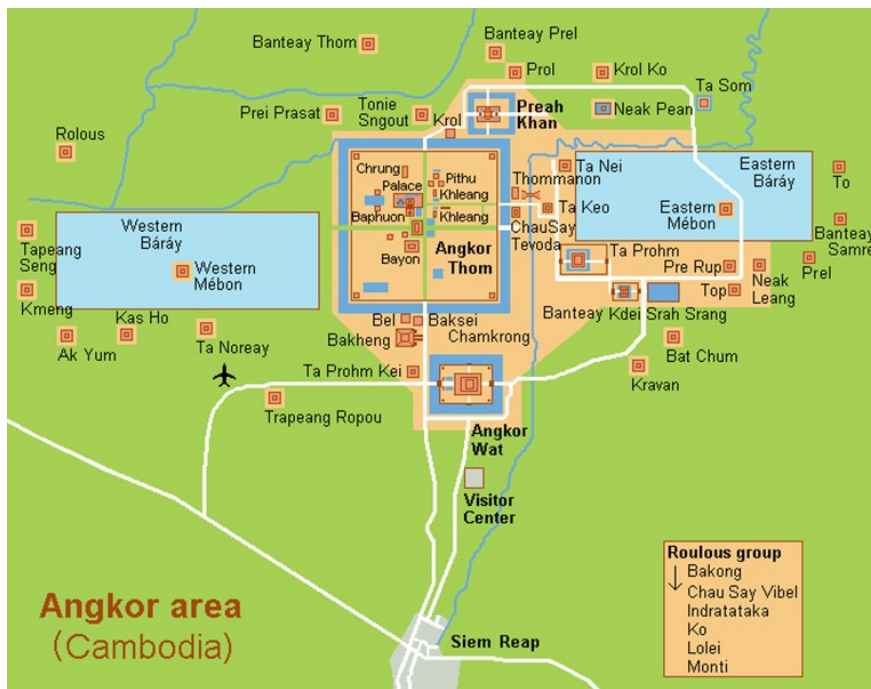 Banteay Thom
Banteay Prel
Prol
Krol Ko
Ta Som
Prei Prasat
Tonie
Sngout
Krol
Preah
Khan
Neak Pean
Rolous
Chrung
Pithu
Palace
Khleang
Baphuon
Khleang
Bayon
Angkor
Thom
Thommanon
Ta Nei
Ta Keo
ChauSay
Tevoda
Eastern
Báráy
Eastern
Mébon
To
Banteay
Samre
Prel
Western
Báráy
Western
Mébon
Tapeang
Seng
Kmeng
Ta Prohm
Pre Rup
Top
Neak
Leang
Banteay Kdei Srah Srang
Bat Chum
Kravan
Kas Ho
Ak Yum
Ta Noreay
Bel
Baksei
Chamkrong
Bakheng
Ta Prohm Kei
Trapeang Ropou
Angkor
Wat
Visitor
Center
Roulous group
↓ Bakong
Chau Say Vibel
Indratataka
Ko
Lolei
Monti
Angkor area
(Cambodia)
Siem Reap